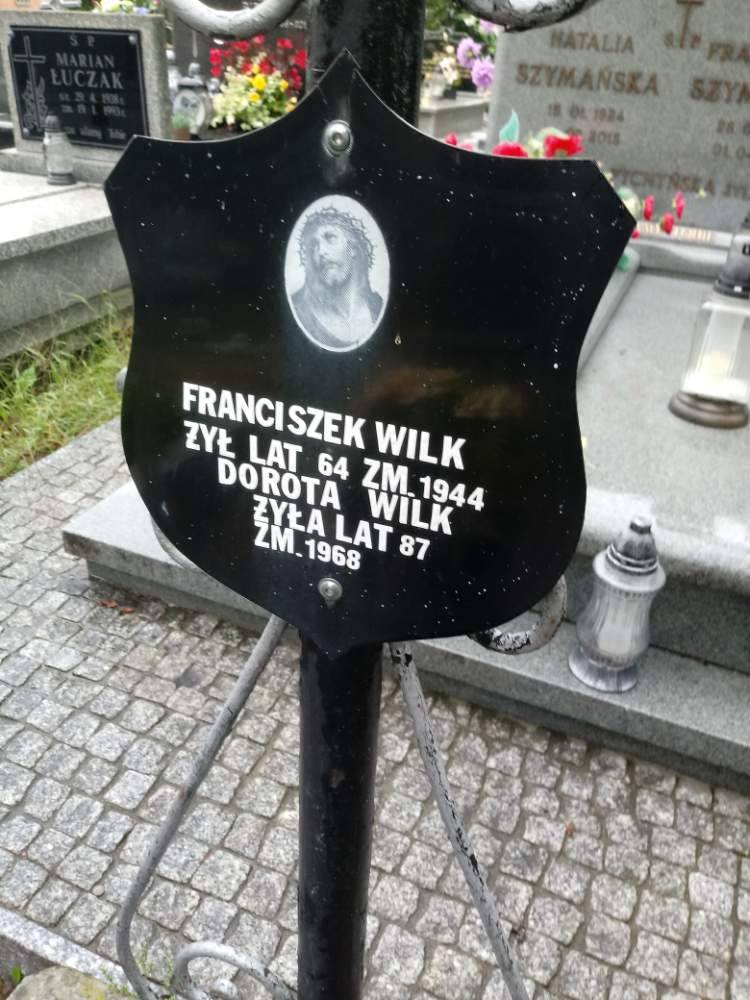 Ś. P.
MARIAN
ŁUCZAK
NATALIA
SZYMAŃSKA
FRANCISZEK WILK
ŻYŁ LAT 64 ZM. 1944
DOROTA WILK
ŻYŁA LAT 87
ZM. 1968